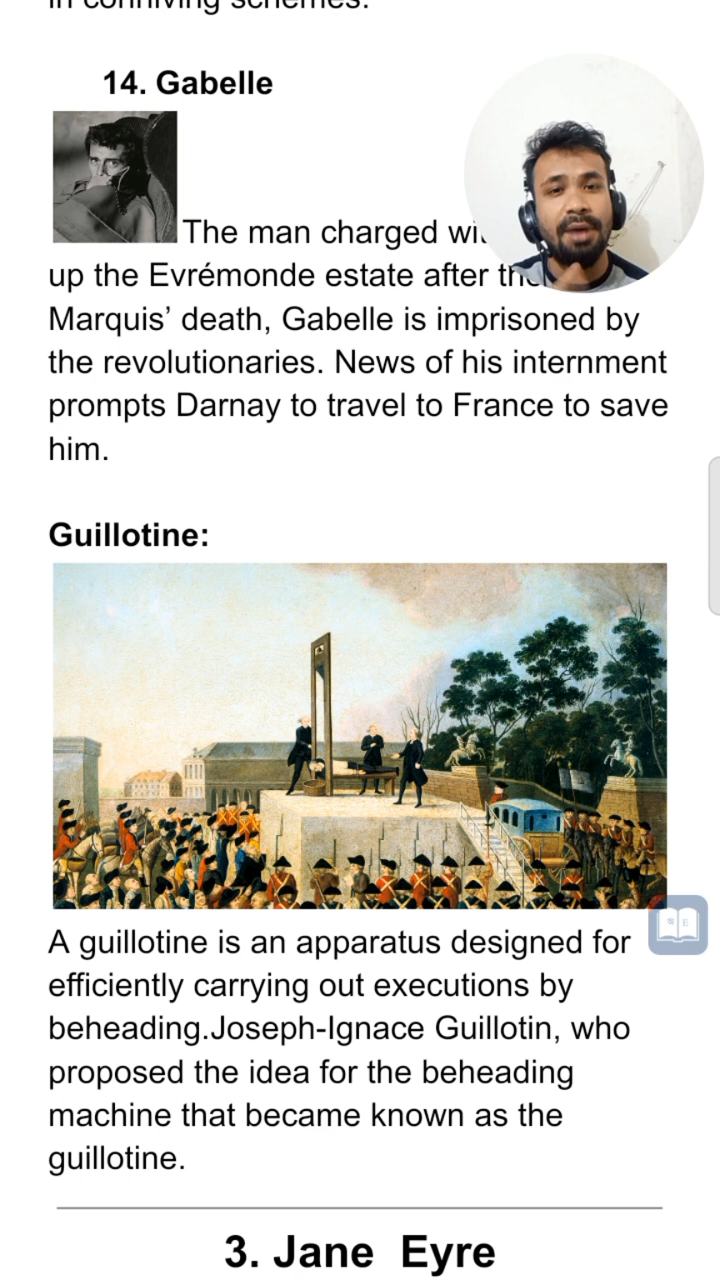 14. Gabelle
The man charged
up the Evrémonde estate after
Marquis’ death, Gabelle is imprisoned by
the revolutionaries. News of his internment
prompts Darnay to travel to France to save
him.
Guillotine:
A guillotine is an apparatus designed for
efficiently carrying out executions by
beheading.Joseph-Ignace Guillotin, who
proposed the idea for the beheading
machine that became known as the
guillotine.
3. Jane Eyre